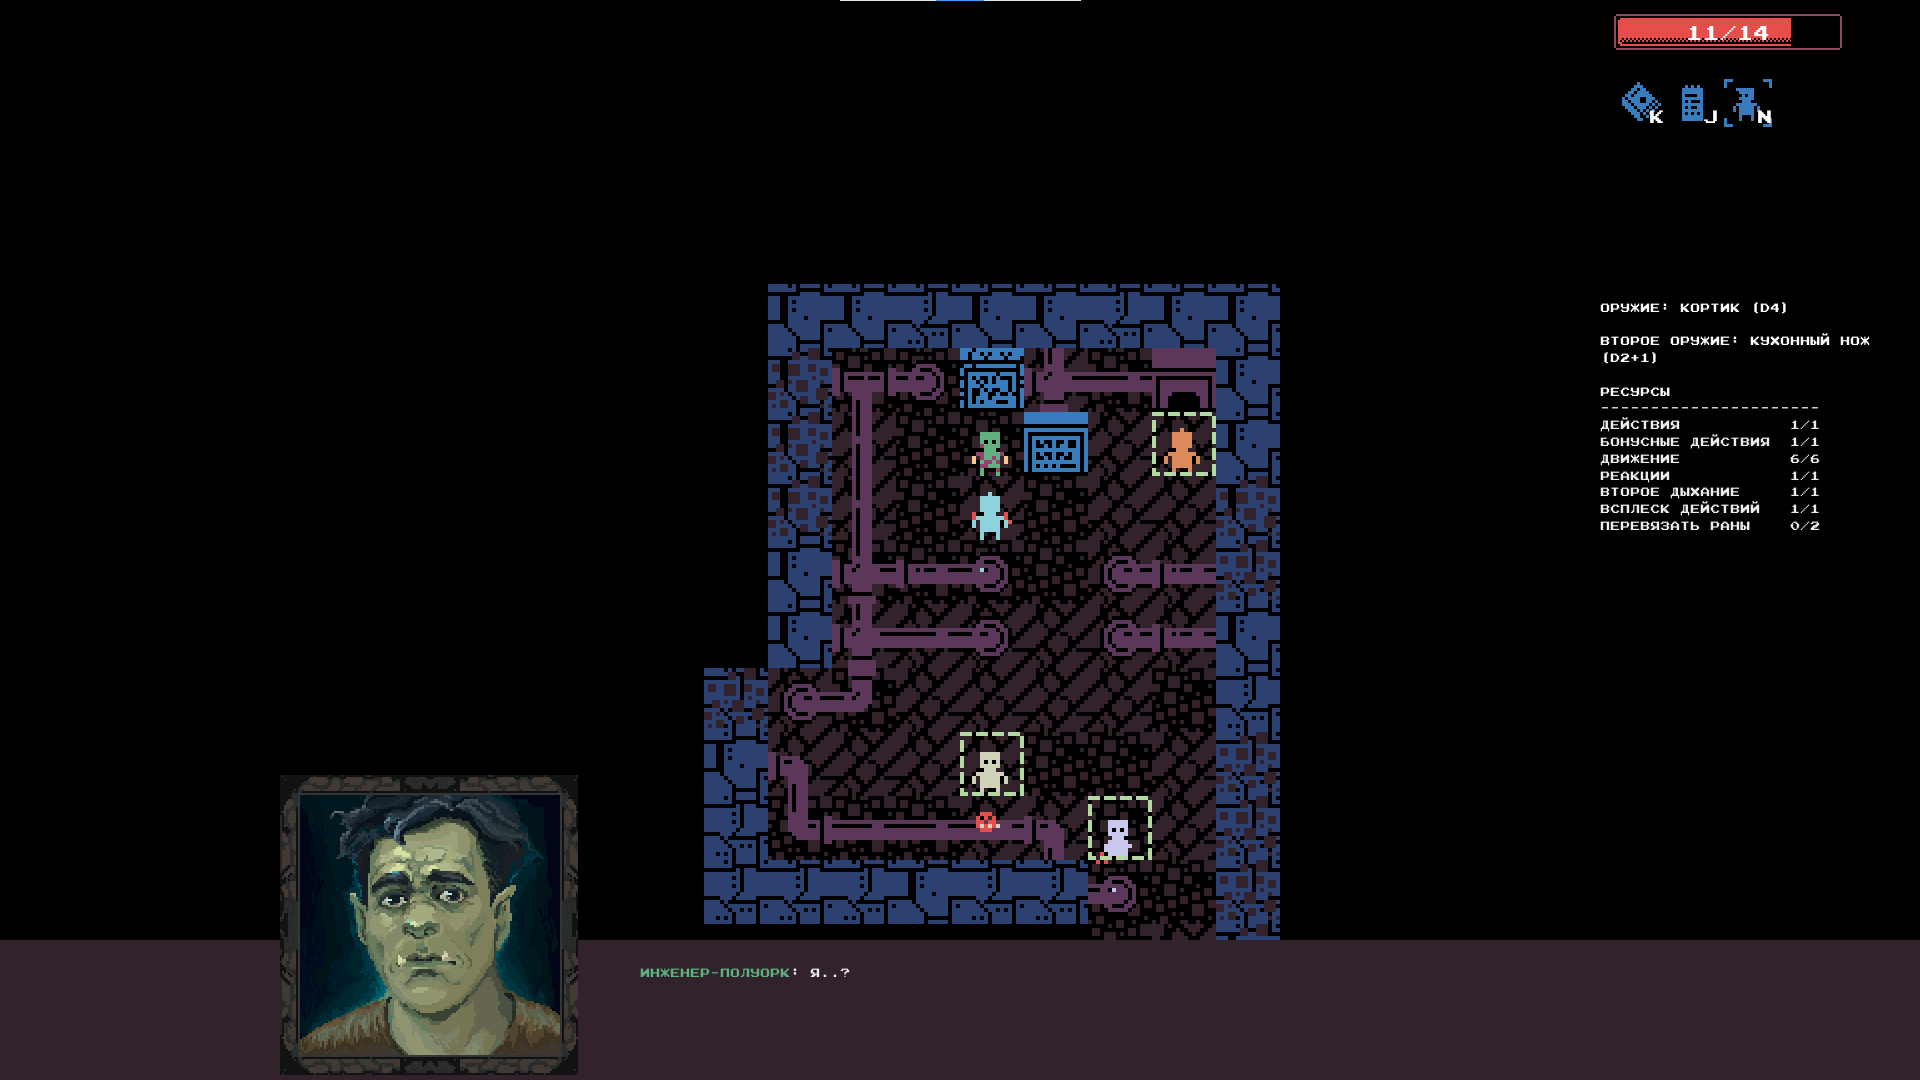 11/14
K J N
ОРУЖИЕ: КОРТИК (D4)
ВТОРОЕ ОРУЖИЕ: КУХОННЫЙ НОЖ
(D2+1)
РЕСУРСЫ
----------------------
ДЕЙСТВИЯ 1/1
БОНУСНЫЕ ДЕЙСТВИЯ 1/1
ДВИЖЕНИЕ 6/6
РЕАКЦИИ 1/1
ВТОРОЕ ДЫХАНИЕ 1/1
ВСПЛЕСК ДЕЙСТВИЙ 1/1
ПЕРЕВЯЗАТЬ РАНЫ 0/2
ИНЖЕНЕР-ПОЛУОРК: Я..?